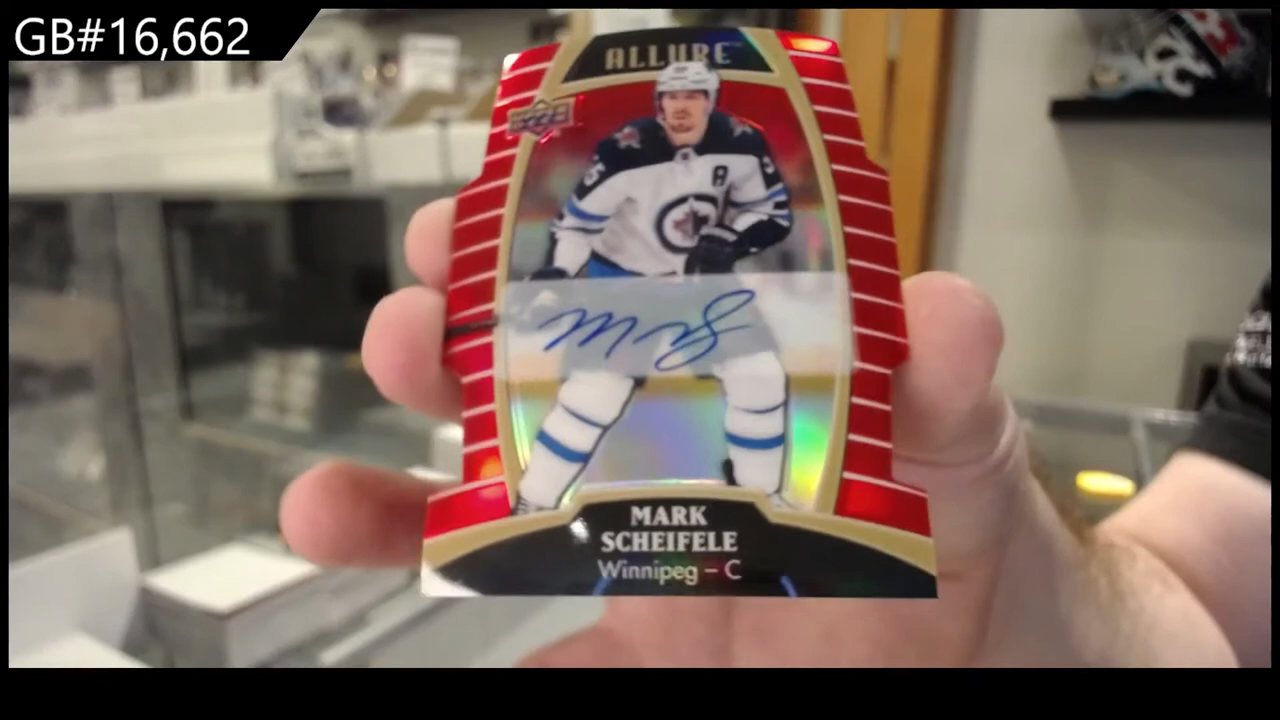 GB#16,662
ALLURE
MARK
SCHEIFELE
Winnipeg – C